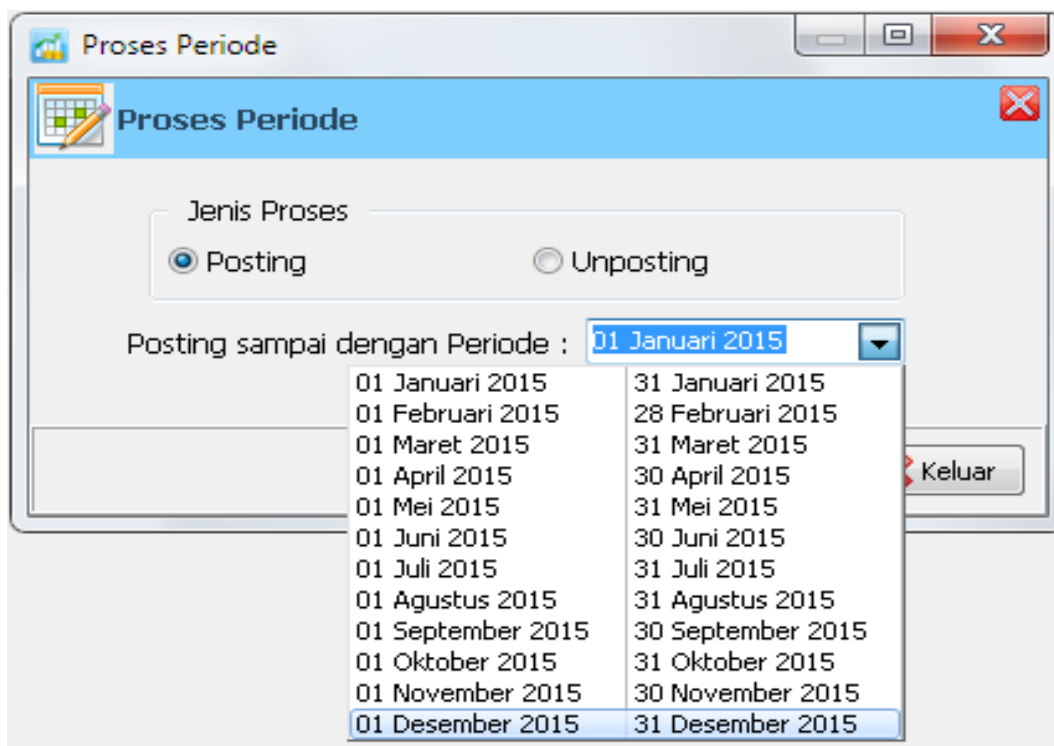 Proses Periode
Proses Periode
Jenis Proses
Posting Unposting
Posting sampai dengan Periode : 01 Januari 2015
01 Januari 2015 31 Januari 2015
01 Februari 2015 28 Februari 2015
01 Maret 2015 31 Maret 2015
01 April 2015 30 April 2015
01 Mei 2015 31 Mei 2015
01 Juni 2015 30 Juni 2015
01 Juli 2015 31 Juli 2015
01 Agustus 2015 31 Agustus 2015
01 September 2015 30 September 2015
01 Oktober 2015 31 Oktober 2015
01 November 2015 30 November 2015
01 Desember 2015 31 Desember 2015
Keluar